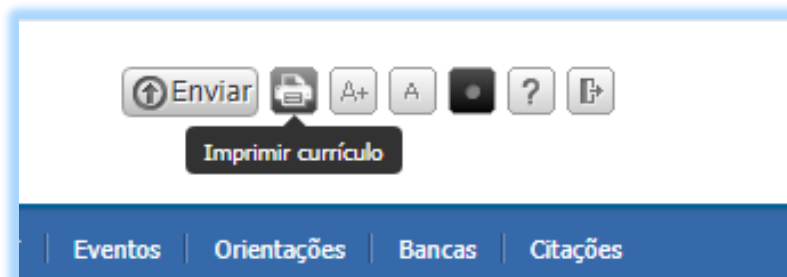 Enviar A+ A ?
Imprimir currículo
Eventos Orientações Bancas Citações